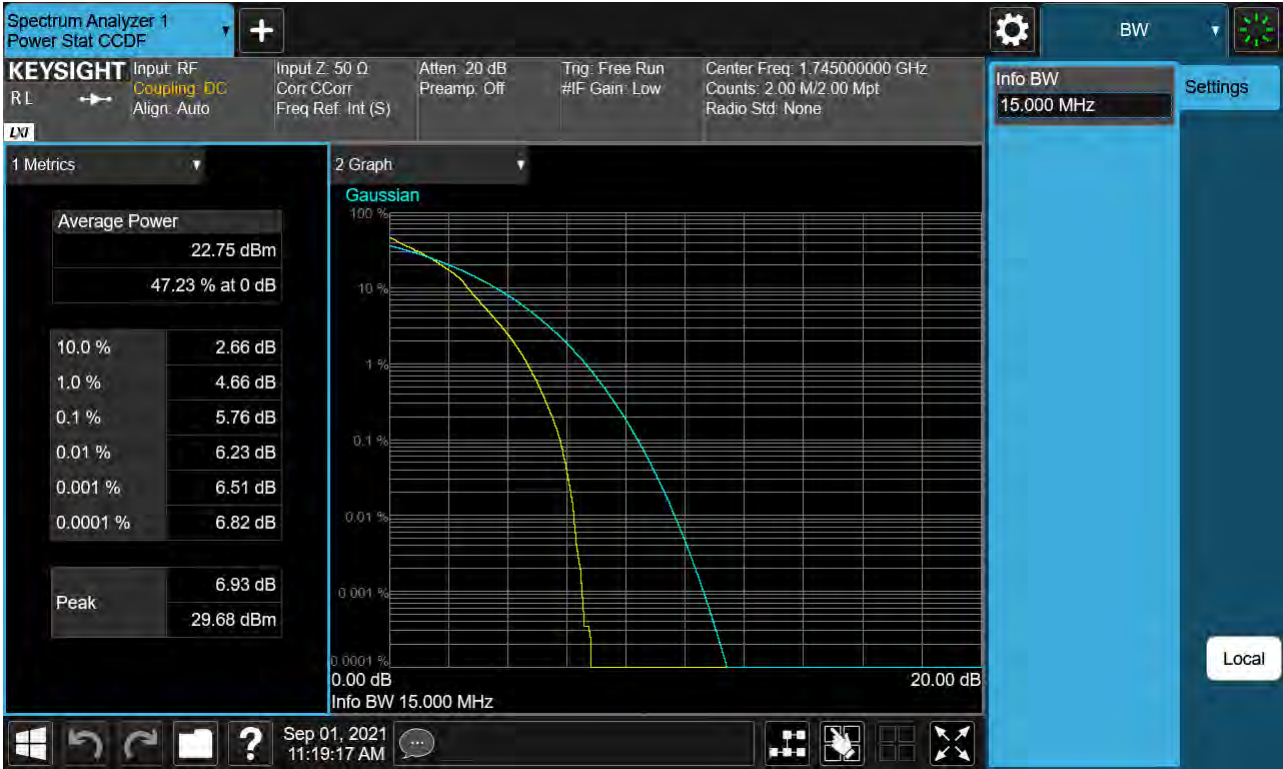 Spectrum Analyzer 1
Power Stat CCDF
+
BW
KEYSIGHT
R L
LXI
Input: RF
Coupling: DC
Align: Auto
Input Z: 50 Ω
Corr CCorr
Freq Ref: Int (S)
Atten: 20 dB
Preamp: Off
Trig: Free Run
#IF Gain: Low
Center Freq: 1.745000000 GHz
Counts: 2.00 M/2.00 Mpt
Radio Std: None
Info BW
15.000 MHz
Settings
1 Metrics
Average Power
22.75 dBm
47.23 % at 0 dB
10.0 % 2.66 dB
1.0 % 4.66 dB
0.1 % 5.76 dB
0.01 % 6.23 dB
0.001 % 6.51 dB
0.0001 % 6.82 dB
Peak
6.93 dB
29.68 dBm
2 Graph
Gaussian
100 %
10 %
1 %
0.1 %
0.01 %
0.001 %
0.0001 %
0.00 dB 20.00 dB
Info BW 15.000 MHz
Local
?
Sep 01, 2021
11:19:17 AM